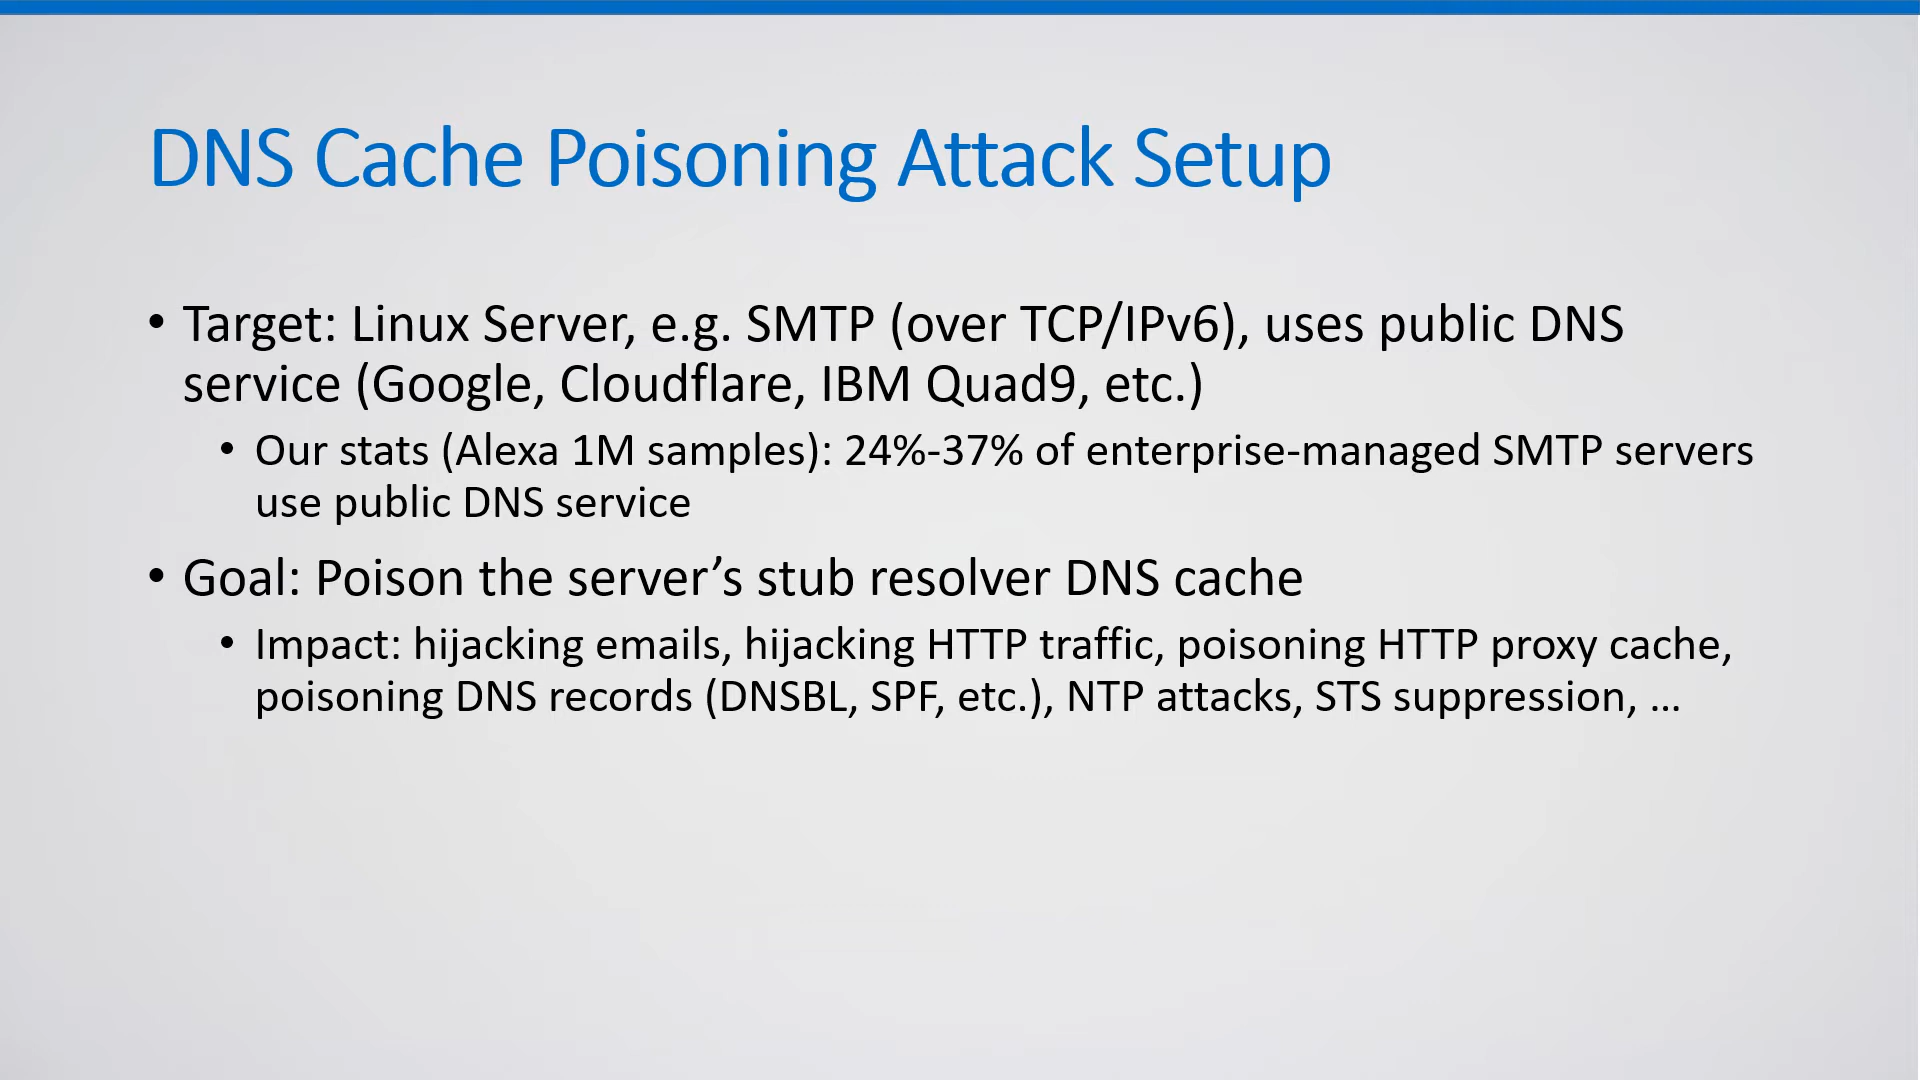 DNS Cache Poisoning Attack Setup
• Target: Linux Server, e.g. SMTP (over TCP/IPv6), uses public DNS
service (Google, Cloudflare, IBM Quad9, etc.)
• Our stats (Alexa 1M samples): 24%-37% of enterprise-managed SMTP servers
use public DNS service
• Goal: Poison the server’s stub resolver DNS cache
• Impact: hijacking emails, hijacking HTTP traffic, poisoning HTTP proxy cache,
poisoning DNS records (DNSBL, SPF, etc.), NTP attacks, STS suppression, …